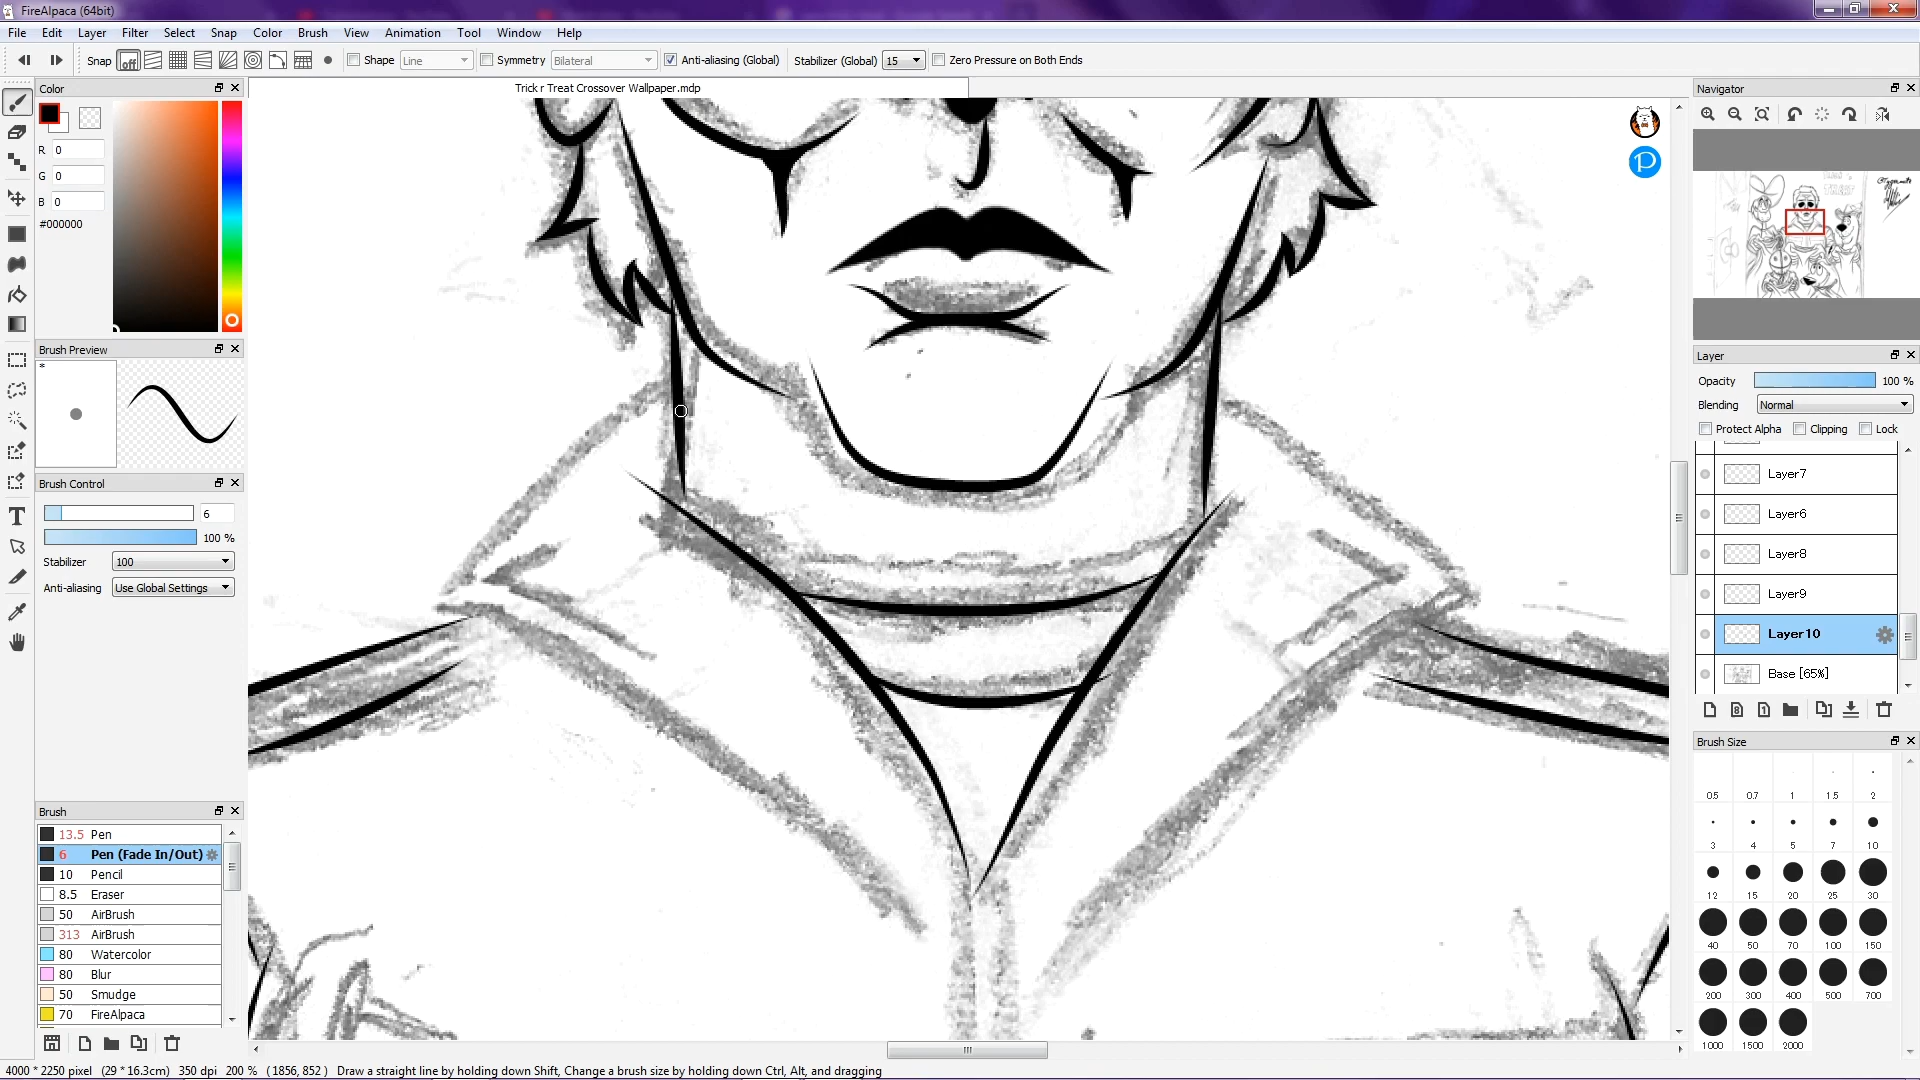 FireAlpaca (64bit)
File Edit Layer Filter Select Snap Color Brush View Animation Tool Window Help
Snap off Shape Line Symmetry Bilateral Anti-aliasing (Global) Stabilizer (Global) 15 Zero Pressure on Both Ends
Color
R 0
G 0
B 0
#000000
Brush Preview
*
Brush Control
6
100 %
Stabilizer 100
Anti-aliasing Use Global Settings
Brush
13.5 Pen
6 Pen (Fade In/Out)
10 Pencil
8.5 Eraser
50 AirBrush
313 AirBrush
80 Watercolor
80 Blur
50 Smudge
70 FireAlpaca
Trick r Treat Crossover Wallpaper.mdp
P
Navigator
Layer
Opacity 100 %
Blending Normal
Protect Alpha Clipping Lock
Layer7
Layer6
Layer8
Layer9
Layer10
Base [65%]
Brush Size
0.5 0.7 1 1.5 2
3 4 5 7 10
12 15 20 25 30
40 50 70 100 150
200 300 400 500 700
1000 1500 2000
4000 * 2250 pixel (29 * 16.3cm) 350 dpi 200 % ( 1856, 852 ) Draw a straight line by holding down Shift, Change a brush size by holding down Ctrl, Alt, and dragging